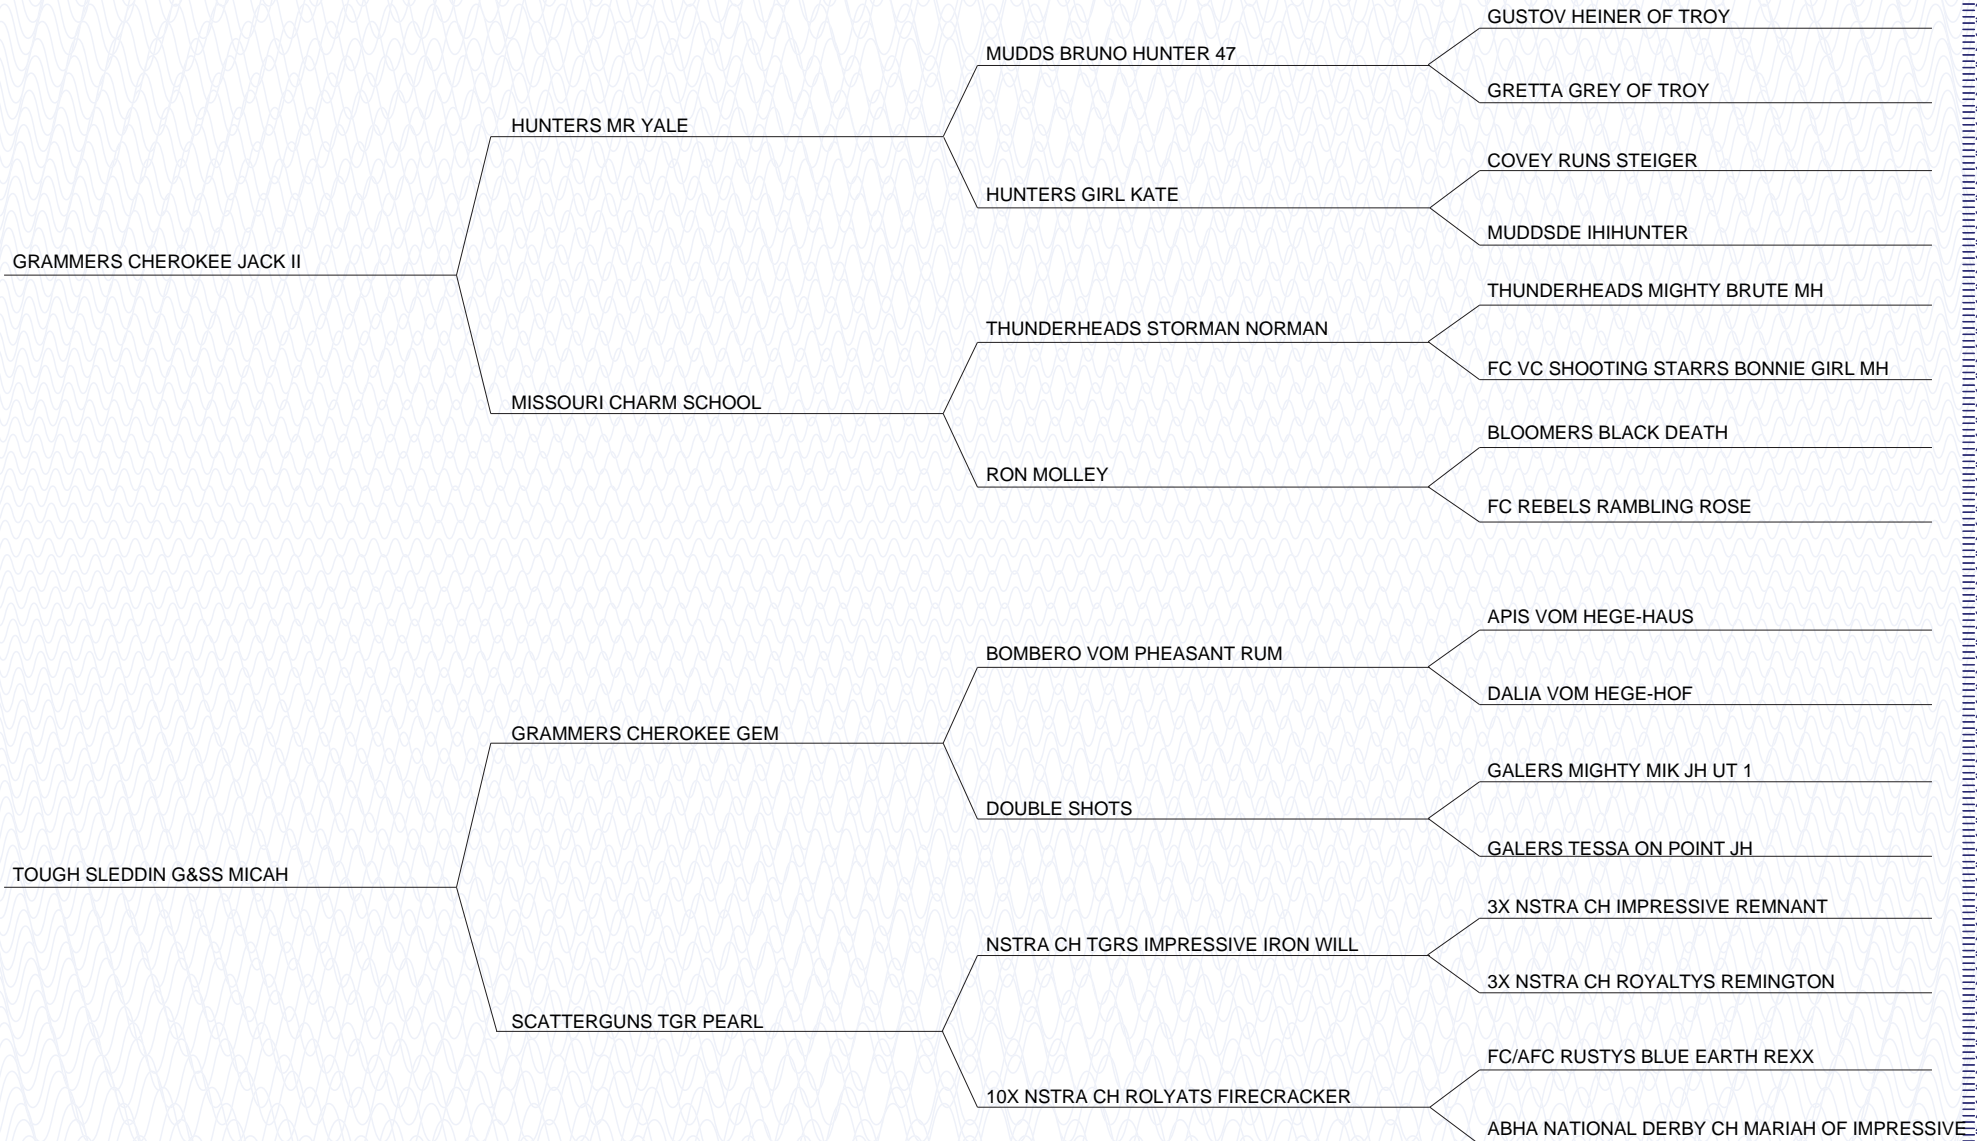 GUSTOV HEINER OF TROY
MUDDS BRUNO HUNTER 47
GRETTA GREY OF TROY
HUNTERS MR YALE
COVEY RUNS STEIGER
HUNTERS GIRL KATE
MUDDSDE IHIHUNTER
GRAMMERS CHEROKEE JACK II
THUNDERHEADS MIGHTY BRUTE MH
THUNDERHEADS STORMAN NORMAN
FC VC SHOOTING STARRS BONNIE GIRL MH
MISSOURI CHARM SCHOOL
BLOOMERS BLACK DEATH
RON MOLLEY
FC REBELS RAMBLING ROSE
APIS VOM HEGE-HAUS
BOMBERO VOM PHEASANT RUM
DALIA VOM HEGE-HOF
GRAMMERS CHEROKEE GEM
GALERS MIGHTY MIK JH UT 1
DOUBLE SHOTS
GALERS TESSA ON POINT JH
TOUGH SLEDDIN G&SS MICAH
3X NSTRA CH IMPRESSIVE REMNANT
NSTRA CH TGRS IMPRESSIVE IRON WILL
3X NSTRA CH ROYALTYS REMINGTON
SCATTERGUNS TGR PEARL
FC/AFC RUSTYS BLUE EARTH REXX
10X NSTRA CH ROLYATS FIRECRACKER
ABHA NATIONAL DERBY CH MARIAH OF IMPRESSIVE